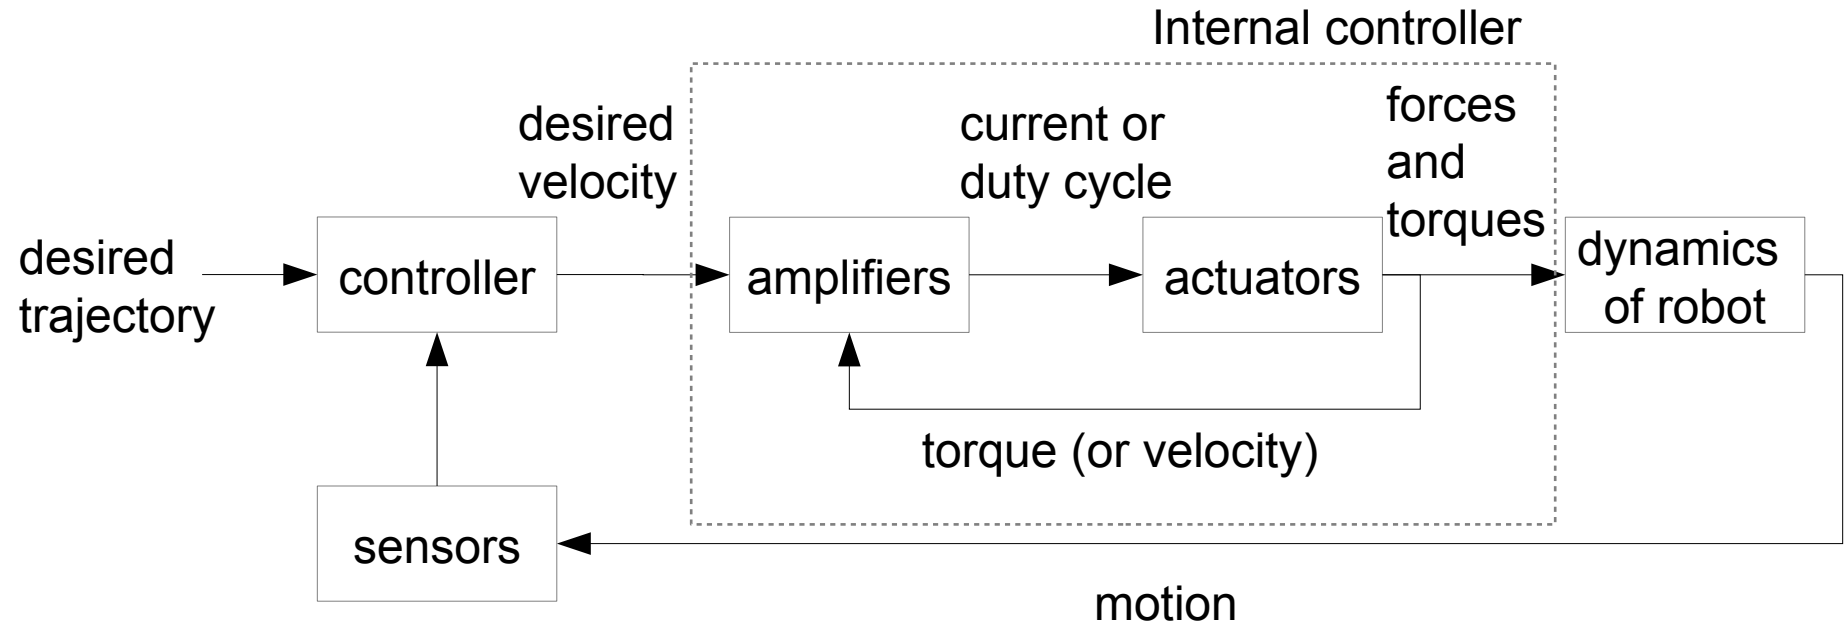 Internal controller
desired
velocity
current or
duty cycle
forces
and
torques
desired
trajectory
controller
amplifiers
actuators
dynamics
of robot
torque (or velocity)
sensors
motion